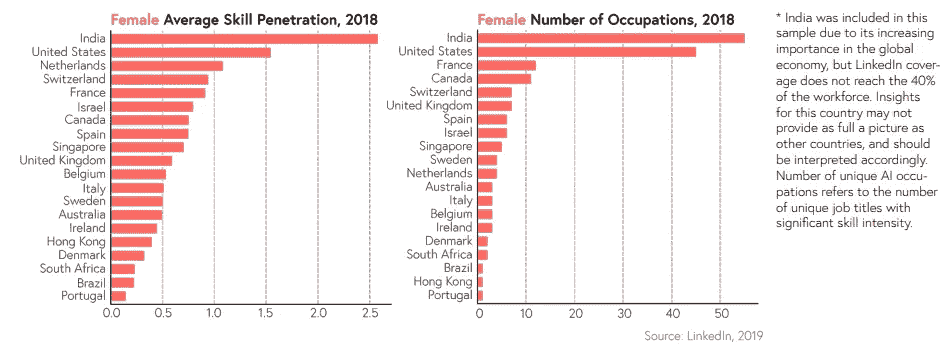 Female Average Skill Penetration, 2018
India
United States
Netherlands
Switzerland
France
Israel
Canada
Spain
Singapore
United Kingdom
Belgium
Italy
Sweden
Australia
Ireland
Hong Kong
Denmark
South Africa
Brazil
Portugal
0.0 0.5 1.0 1.5 2.0 2.5
Female Number of Occupations, 2018
India
United States
France
Canada
Switzerland
United Kingdom
Spain
Israel
Singapore
Sweden
Netherlands
Australia
Italy
Belgium
Ireland
Denmark
South Africa
Brazil
Hong Kong
Portugal
0 10 20 30 40 50
* India was included in this
sample due to its increasing
importance in the global
economy, but LinkedIn cover-
age does not reach the 40%
of the workforce. Insights
for this country may not
provide as full a picture as
other countries, and should
be interpreted accordingly.
Number of unique AI occu-
pations refers to the number
of unique job titles with
significant skill intensity.
Source: LinkedIn, 2019